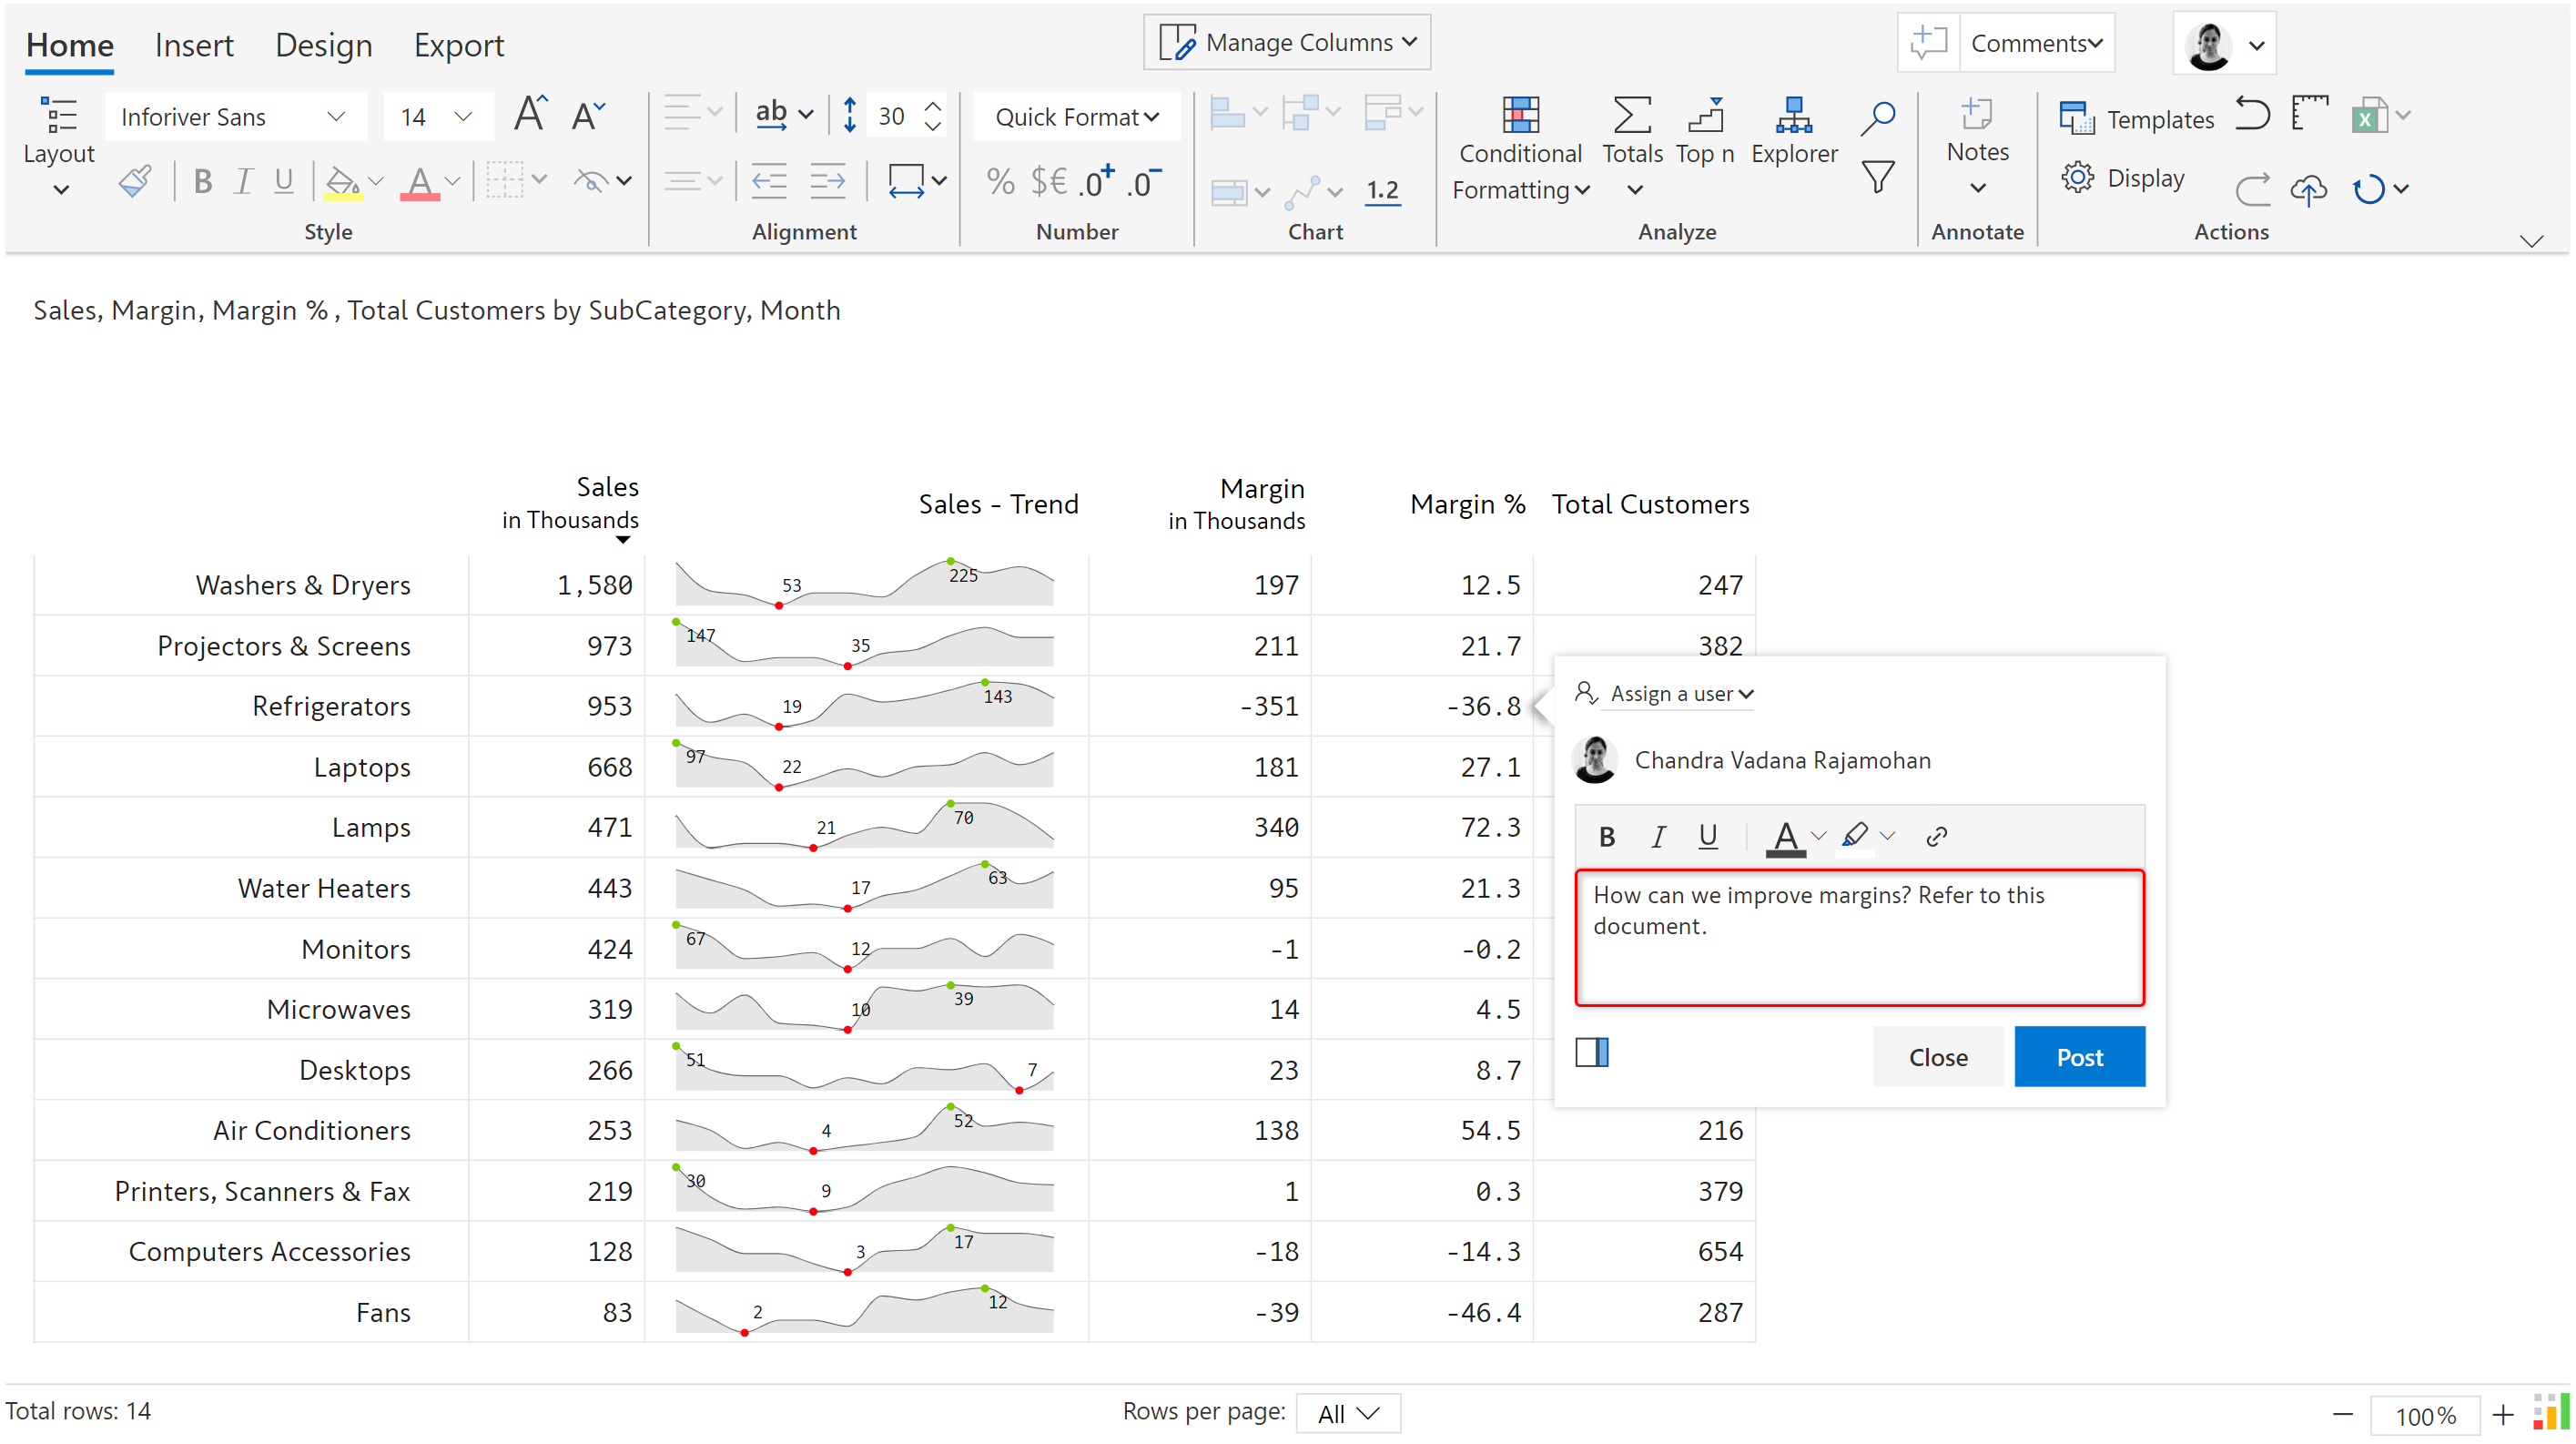 Home Insert Design Export Manage Columns Comments
Inforiver Sans 14 A A ab 30 Quick Format Templates
Layout Conditional Formatting Totals Top n Explorer Notes
B I U A % $€ .0+ .0- 1.2 X Display
Style Alignment Number Chart Analyze Annotate Actions
Sales, Margin, Margin % , Total Customers by SubCategory, Month
Sales in Thousands Sales - Trend Margin in Thousands Margin % Total Customers
Washers & Dryers 1,580 53 225 197 12.5 247
Projectors & Screens 973 147 35 211 21.7 382
Refrigerators 953 19 143 -351 -36.8
Laptops 668 97 22 181 27.1
Lamps 471 21 70 340 72.3
Water Heaters 443 17 63 95 21.3
Monitors 424 67 12 -1 -0.2
Microwaves 319 10 39 14 4.5
Desktops 266 51 7 23 8.7
Air Conditioners 253 4 52 138 54.5 216
Printers, Scanners & Fax 219 30 9 1 0.3 379
Computers Accessories 128 3 17 -18 -14.3 654
Fans 83 2 12 -39 -46.4 287
Assign a user
Chandra Vadana Rajamohan
B I U A
How can we improve margins? Refer to this
document.
Close Post
Total rows: 14 Rows per page: All 100%